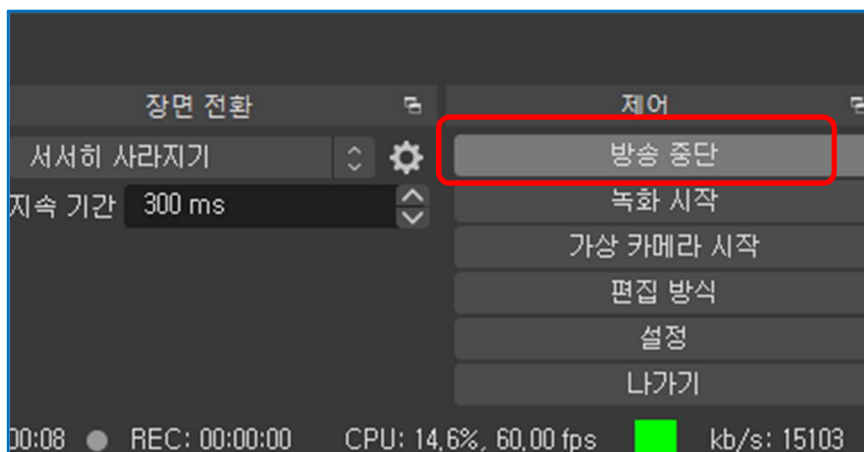 장면 전환
제어
서서히 사라지기
방송 중단
지속 기간 300 ms
녹화 시작
가상 카메라 시작
편집 방식
설정
나가기
00:08 REC: 00:00:00 CPU: 14,6%, 60,00 fps kb/s: 15103